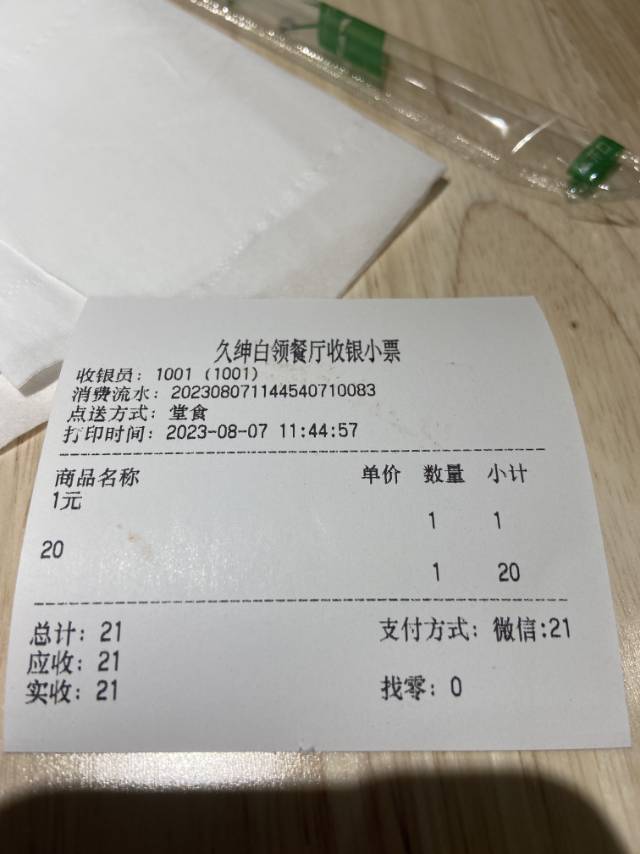 久绅白领餐厅收银小票
收银员: 1001 (1001)
消费流水: 202308071144540710083
点送方式: 堂食
打印时间: 2023-08-07 11:44:57
商品名称 单价 数量 小计
1元
1 1
20
1 20
总计: 21 支付方式: 微信:21
应收: 21
实收: 21 找零: 0